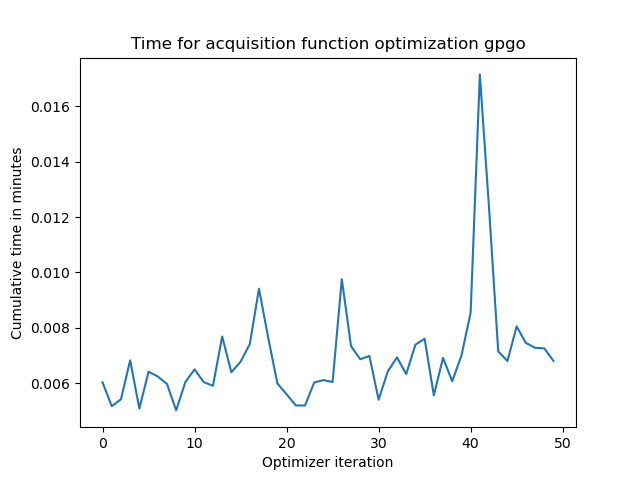 Time for acquisition function optimization gpgo
Cumulative time in minutes
0.016
0.014
0.012
0.010
0.008
0.006
0 10 20 30 40 50
Optimizer iteration